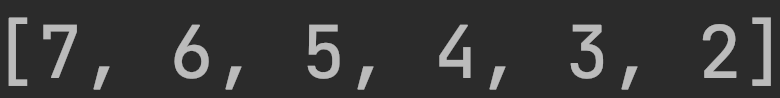 [7, 6, 5, 4, 3, 2]